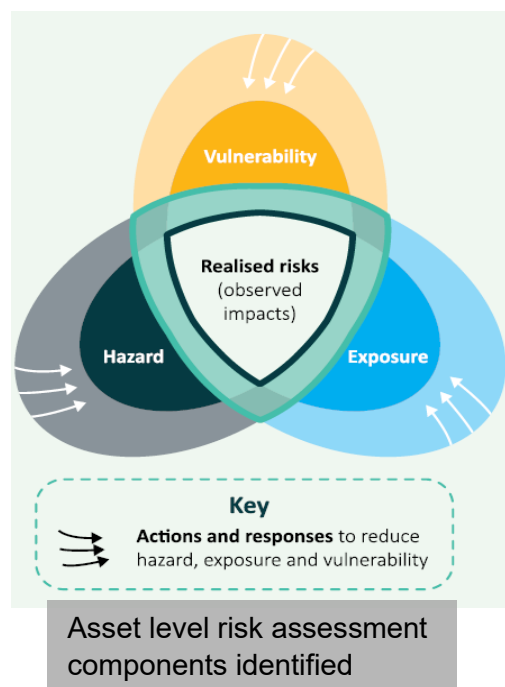 Vulnerability
Realised risks
(observed
impacts)
Hazard
Exposure
Key
Actions and responses to reduce
hazard, exposure and vulnerability
Asset level risk assessment
components identified